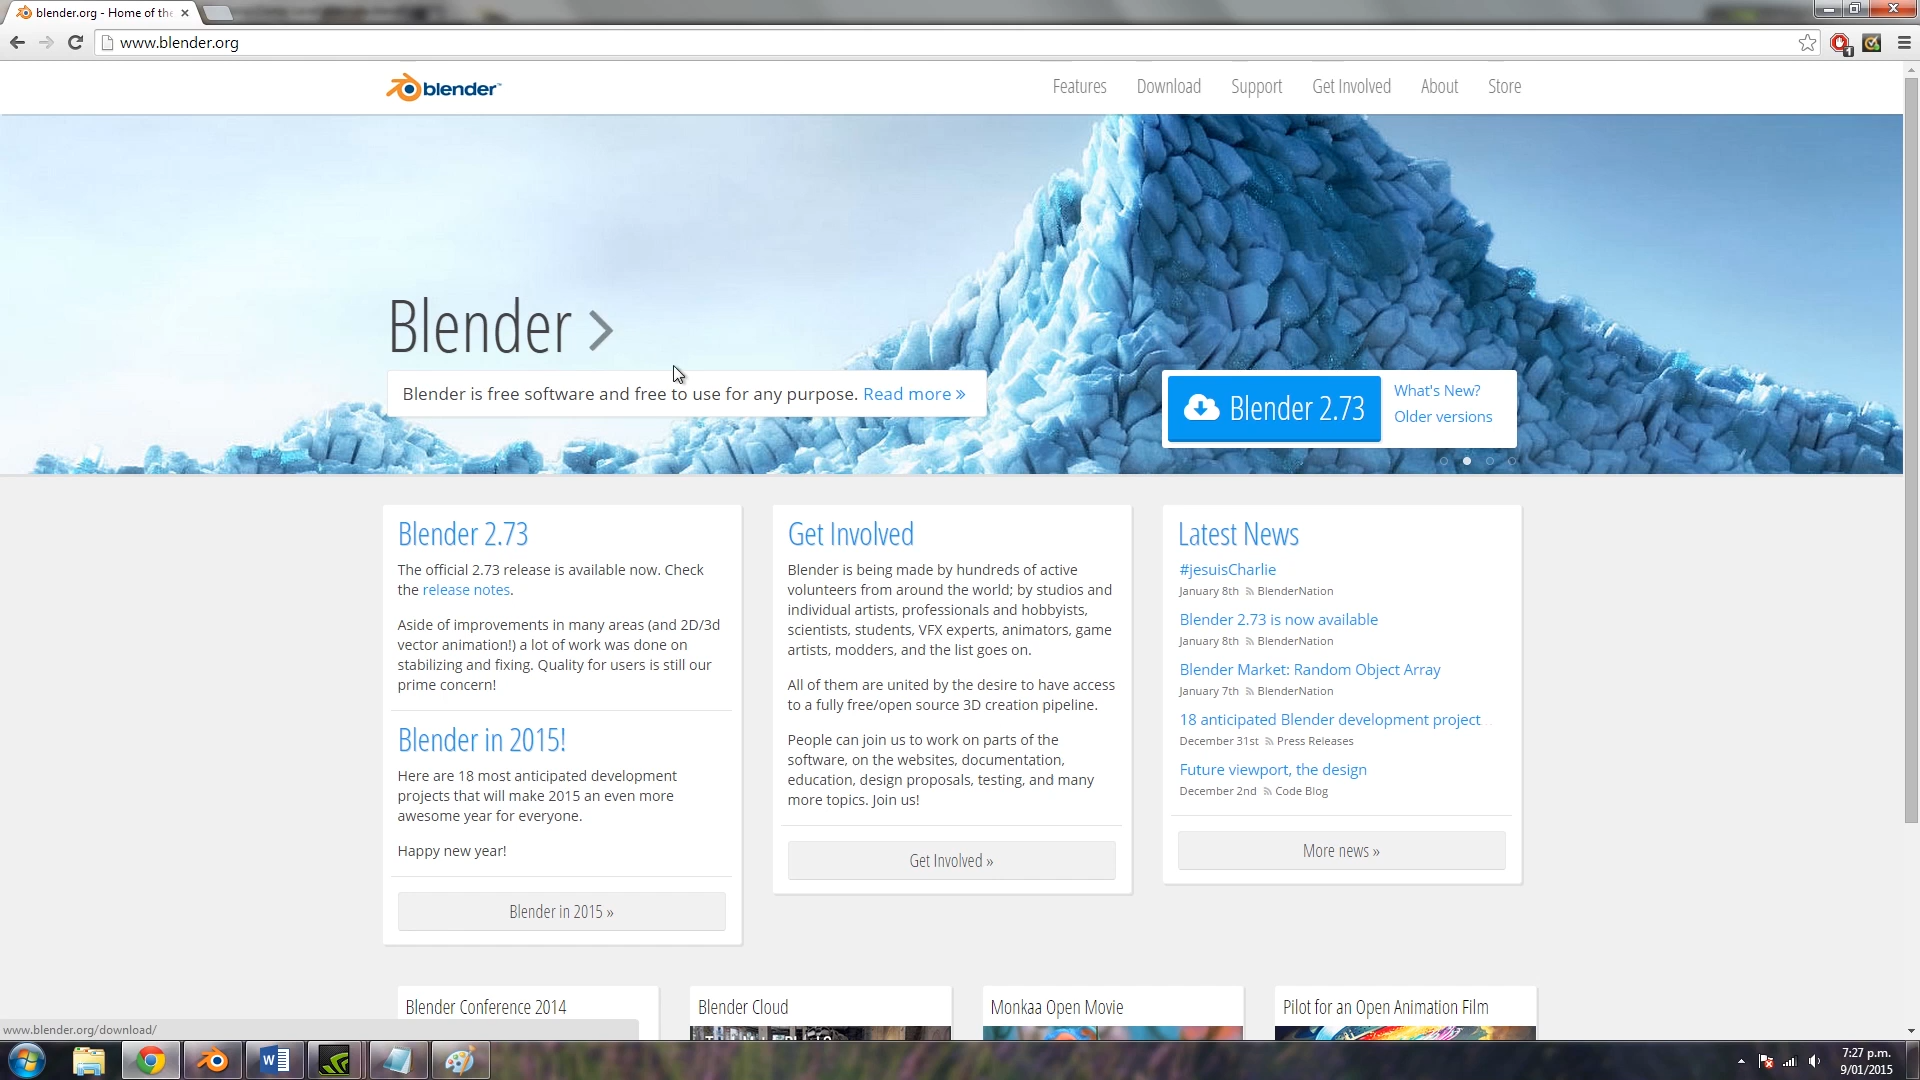 blender.org - Home of the
www.blender.org
1
blender™
Features Download Support Get Involved About Store
Blender
Blender is free software and free to use for any purpose. Read more »
Blender 2.73
What's New?
Older versions
Blender 2.73
The official 2.73 release is available now. Check
the release notes.
Aside of improvements in many areas (and 2D/3d
vector animation!) a lot of work was done on
stabilizing and fixing. Quality for users is still our
prime concern!
Blender in 2015!
Here are 18 most anticipated development
projects that will make 2015 an even more
awesome year for everyone.
Happy new year!
Blender in 2015 »
Get Involved
Blender is being made by hundreds of active
volunteers from around the world; by studios and
individual artists, professionals and hobbyists,
scientists, students, VFX experts, animators, game
artists, modders, and the list goes on.
All of them are united by the desire to have access
to a fully free/open source 3D creation pipeline.
People can join us to work on parts of the
software, on the websites, documentation,
education, design proposals, testing, and many
more topics. Join us!
Get Involved »
Latest News
#jesuisCharlie
January 8th BlenderNation
Blender 2.73 is now available
January 8th BlenderNation
Blender Market: Random Object Array
January 7th BlenderNation
18 anticipated Blender development project
December 31st Press Releases
Future viewport, the design
December 2nd Code Blog
More news »
Blender Conference 2014
Blender Cloud
Monkaa Open Movie
Pilot for an Open Animation Film
www.blender.org/download/
7:27 p.m.
9/01/2015